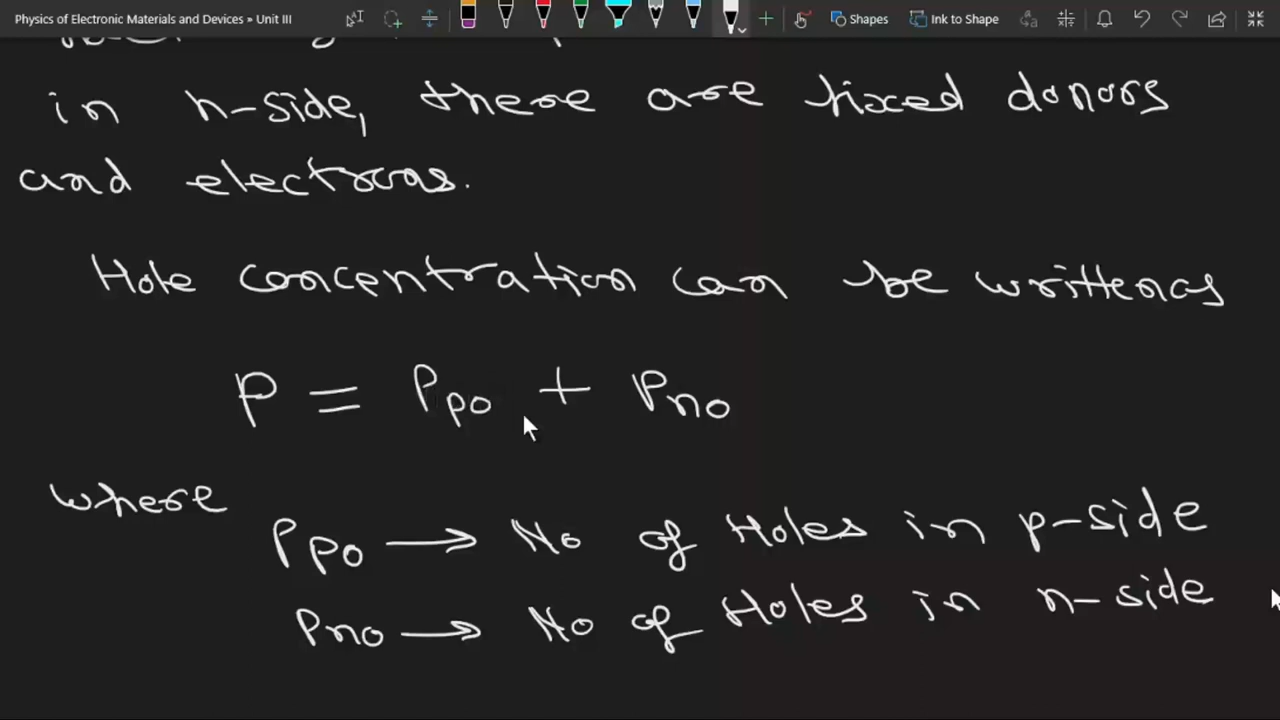 Physics of Electronic Materials and Devices » Unit III
Shapes
Ink to Shape
in n-side, there are fixed donors
and electrons.
Hole concentration can be written as
P = Ppo + Pno
where
Ppo → No of Holes in p-side
Pno → No of Holes in n-side